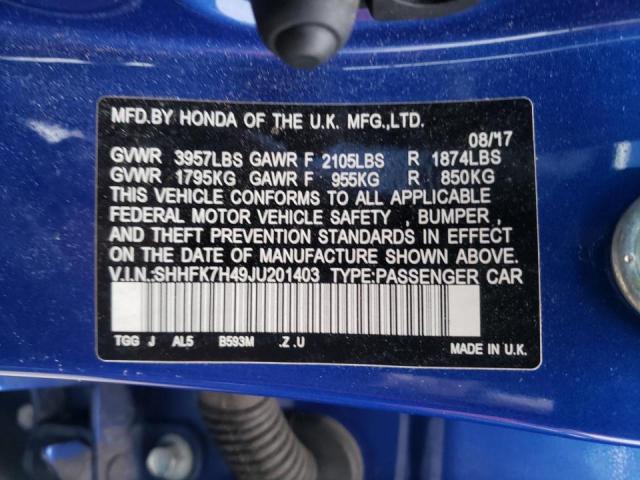 MFD.BY HONDA OF THE U.K. MFG.,LTD.
08/17
GVWR 3957LBS GAWR F 2105LBS R 1874LBS
GVWR 1795KG GAWR F 955KG R 850KG
THIS VEHICLE CONFORMS TO ALL APPLICABLE
FEDERAL MOTOR VEHICLE SAFETY , BUMPER ,
AND THEFT PREVENTION STANDARDS IN EFFECT
ON THE DATE OF MANUFACTURE SHOWN ABOVE.
V.I.N.:SHHFK7H49JU201403 TYPE:PASSENGER CAR
TGG J AL5 B593M .Z .U MADE IN U.K.